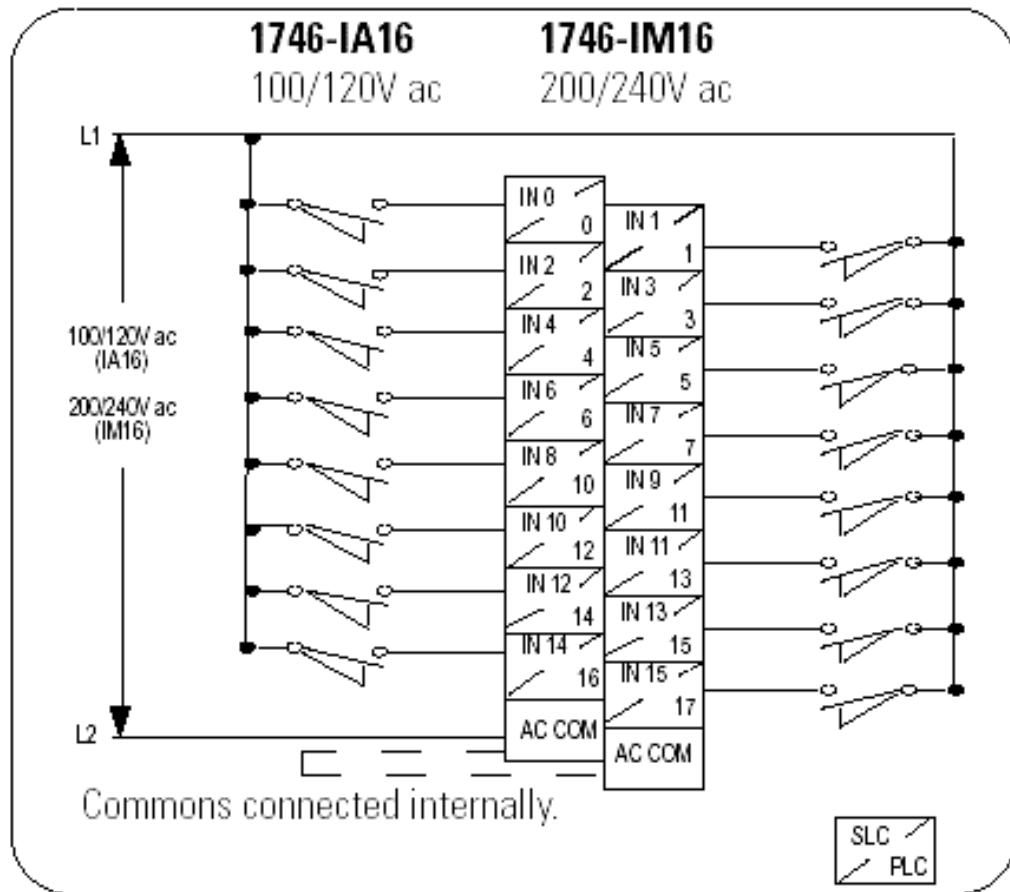 1746-IA16 1746-IM16
100/120V ac 200/240V ac
L1
IN 0
0
IN 1
1
IN 2
2
IN 3
3
IN 4
4
IN 5
5
IN 6
6
IN 7
7
IN 8
10
IN 9
11
IN 10
12
IN 11
13
IN 12
14
IN 13
15
IN 14
16
IN 15
17
100/120V ac
(IA16)
200/240V ac
(IM16)
L2
AC COM
AC COM
Commons connected internally.
SLC
PLC